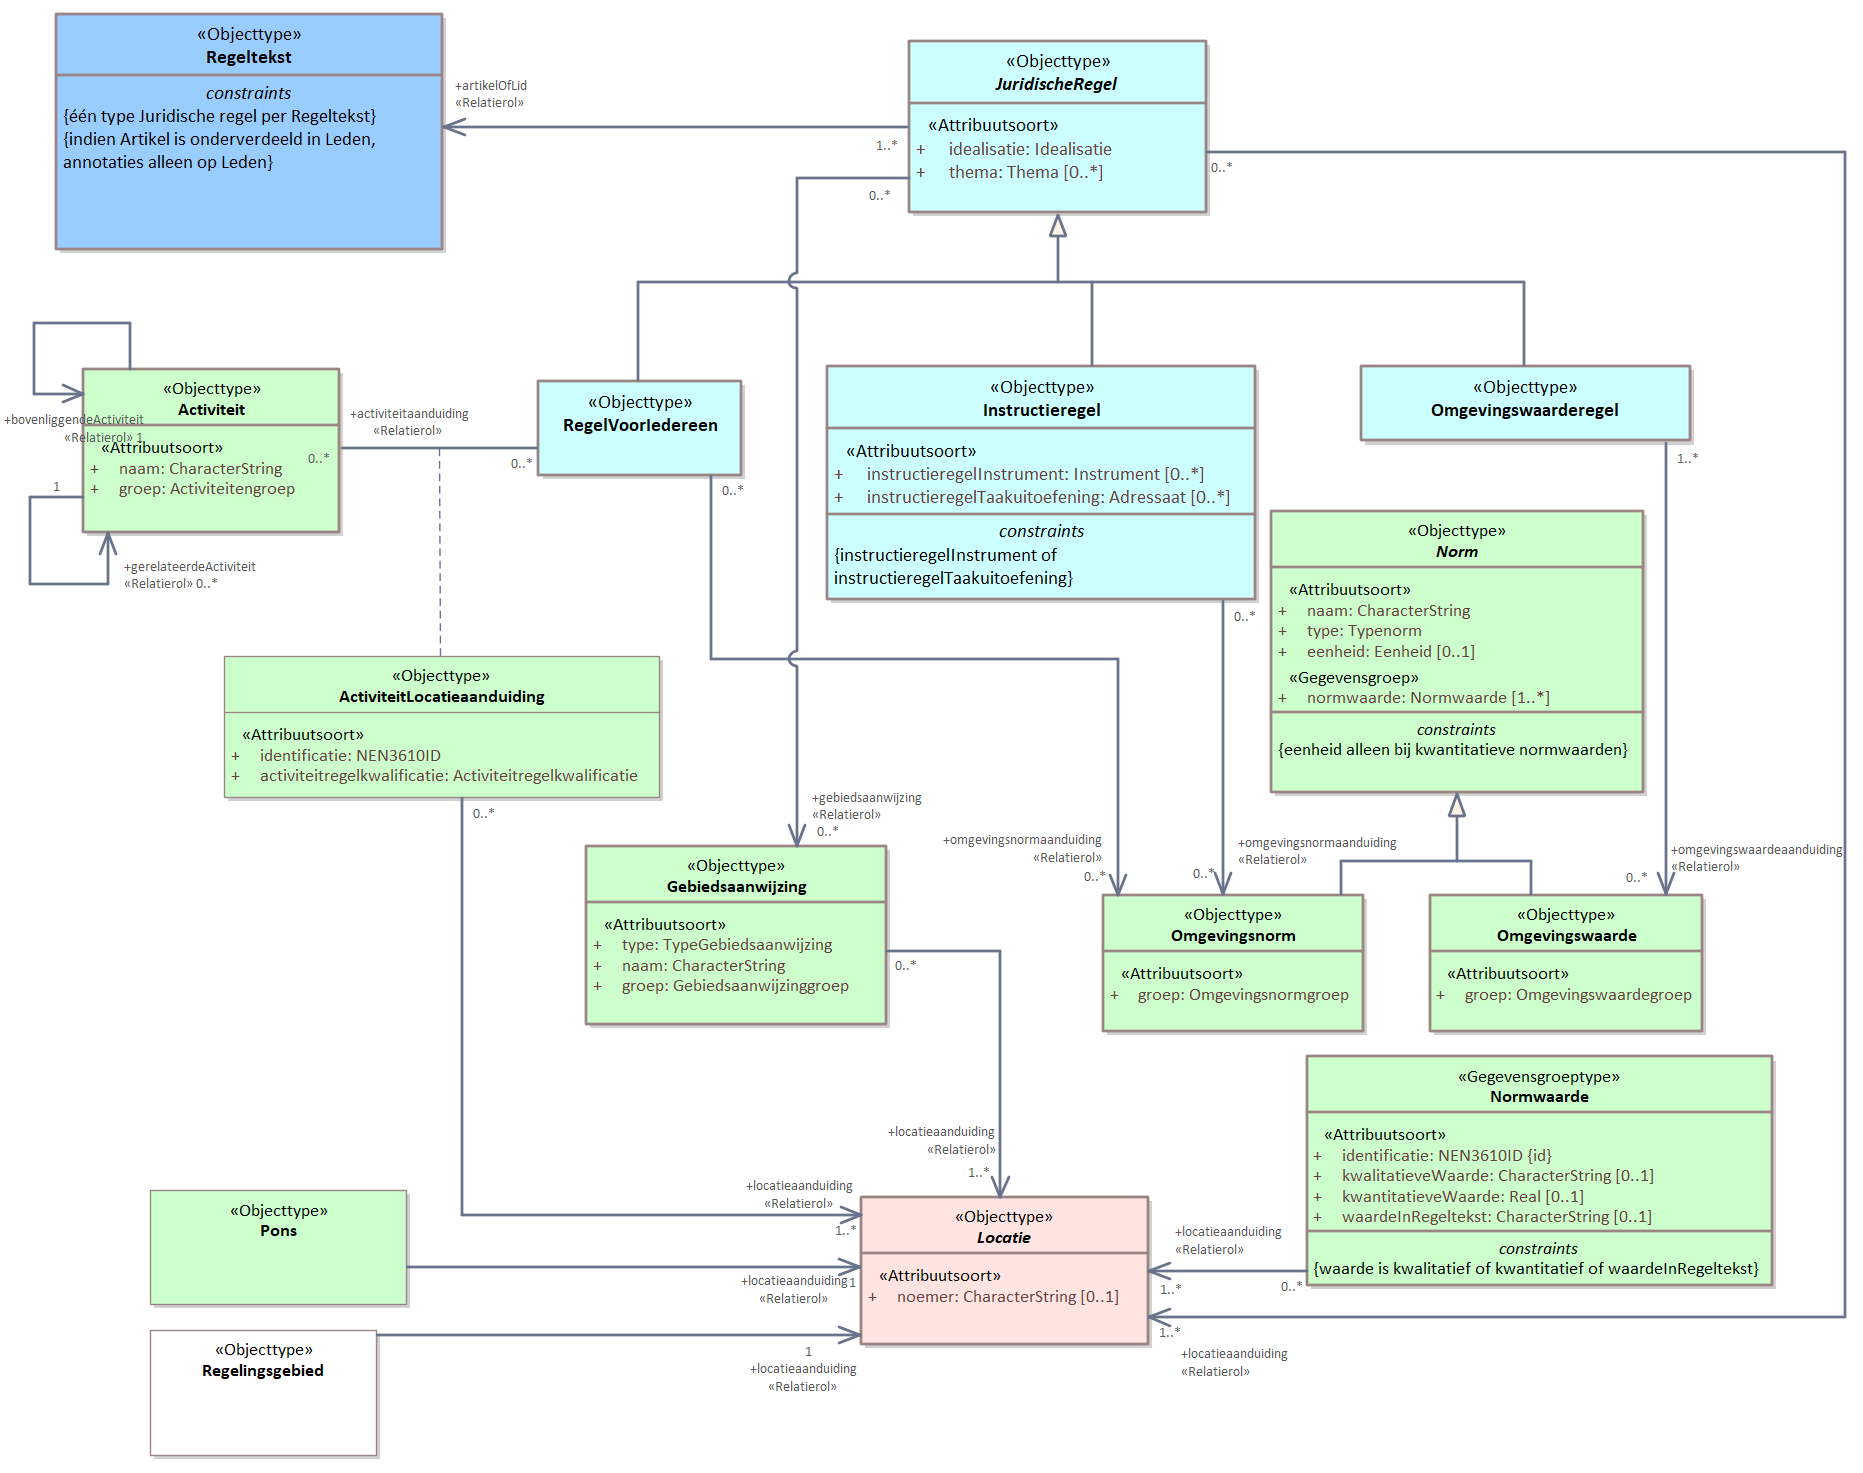 «Objecttype»
Regeltekst
constraints
{één type Juridische regel per Regeltekst}
{indien Artikel is onderverdeeld in Leden,
annotaties alleen op Leden}
+artikelOfLid
«Relatierol»
1..*
0..*
«Objecttype»
JuridischeRegel
«Attribuutsoort»
+ idealisatie: Idealisatie
+ thema: Thema [0..*]
0..*
+bovenliggendeActiviteit
«Relatierol» 1
«Objecttype»
Activiteit
«Attribuutsoort»
+ naam: CharacterString
+ groep: Activiteitengroep
0..*
1
+gerelateerdeActiviteit
«Relatierol» 0..*
+activiteitaanduiding
«Relatierol»
0..*
«Objecttype»
RegelVoorIedereen
0..*
«Objecttype»
Instructieregel
«Attribuutsoort»
+ instructieregelInstrument: Instrument [0..*]
+ instructieregelTaakuitoefening: Adressaat [0..*]
constraints
{instructieregelInstrument of
instructieregelTaakuitoefening}
0..*
«Objecttype»
Omgevingswaarderegel
1..*
«Objecttype»
Norm
«Attribuutsoort»
+ naam: CharacterString
+ type: Typenorm
+ eenheid: Eenheid [0..1]
«Gegevensgroep»
+ normwaarde: Normwaarde [1..*]
constraints
{eenheid alleen bij kwantitatieve normwaarden}
«Objecttype»
ActiviteitLocatieaanduiding
«Attribuutsoort»
+ identificatie: NEN3610ID
+ activiteitregelkwalificatie: Activiteitregelkwalificatie
0..*
+gebiedsaanwijzing
«Relatierol»
0..*
«Objecttype»
Gebiedsaanwijzing
«Attribuutsoort»
+ type: TypeGebiedsaanwijzing
+ naam: CharacterString
+ groep: Gebiedsaanwijzinggroep
0..*
+omgevingsnormaanduiding
«Relatierol»
0..*
+omgevingsnormaanduiding
«Relatierol»
0..*
+omgevingswaardeaanduiding
«Relatierol»
0..*
«Objecttype»
Omgevingsnorm
«Attribuutsoort»
+ groep: Omgevingsnormgroep
«Objecttype»
Omgevingswaarde
«Attribuutsoort»
+ groep: Omgevingswaardegroep
«Gegevensgroeptype»
Normwaarde
«Attribuutsoort»
+ identificatie: NEN3610ID {id}
+ kwalitatieveWaarde: CharacterString [0..1]
+ kwantitatieveWaarde: Real [0..1]
+ waardeInRegeltekst: CharacterString [0..1]
constraints
{waarde is kwalitatief of kwantitatief of waardeInRegeltekst}
0..*
+locatieaanduiding
«Relatierol»
1..*
+locatieaanduiding
«Relatierol»
1..*
«Objecttype»
Pons
+locatieaanduiding 1
«Relatierol»
«Objecttype»
Locatie
«Attribuutsoort»
+ noemer: CharacterString [0..1]
+locatieaanduiding
«Relatierol»
1..*
1..*
+locatieaanduiding
«Relatierol»
«Objecttype»
Regelingsgebied
1
+locatieaanduiding
«Relatierol»